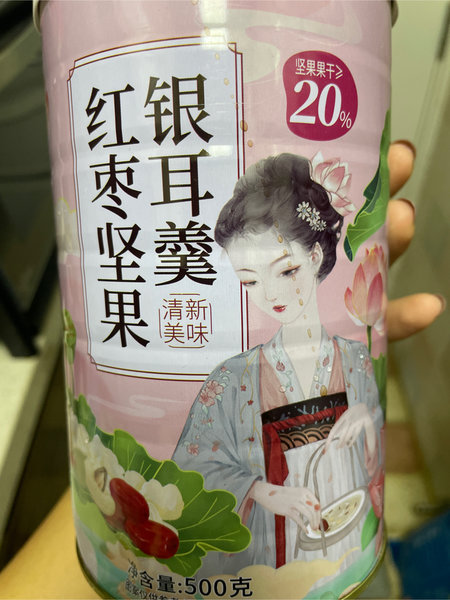 坚果果干≥
20%
红枣坚果
银耳羹
清新
美味
净含量:500克